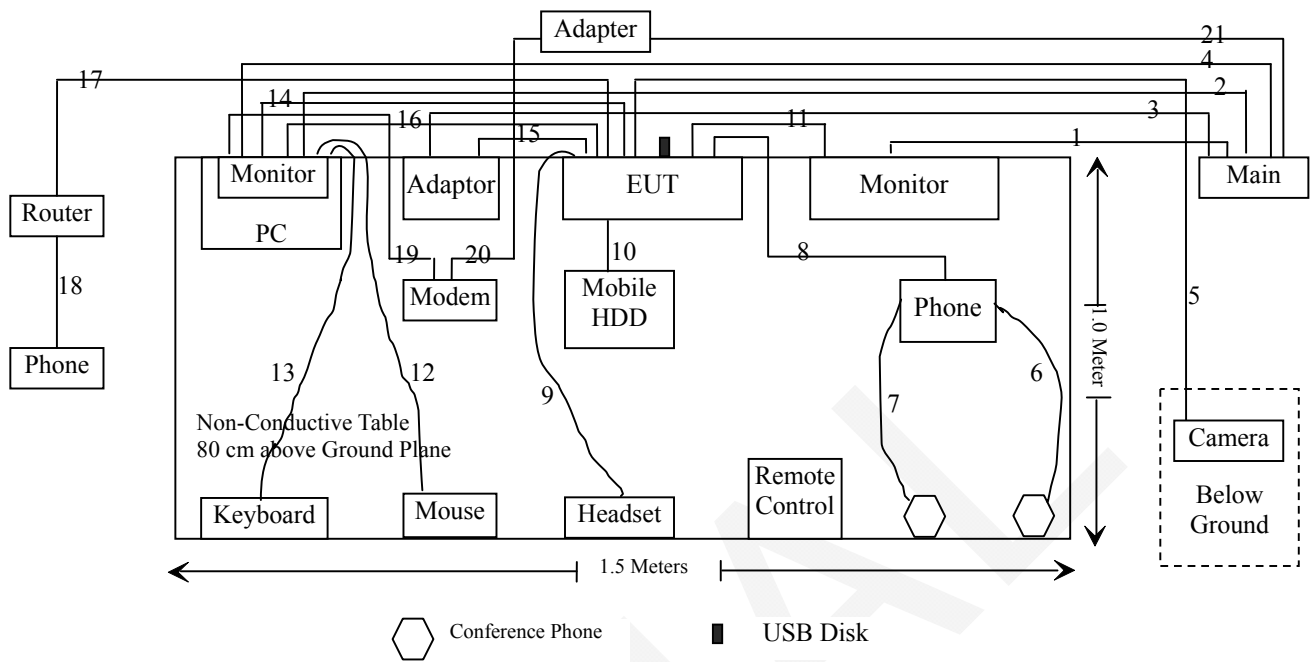 Adapter
21
17
4
14
2
16
15
11
3
1
Monitor
Adaptor
EUT
Monitor
Main
Router
PC
19
20
10
8
18
Modem
Mobile
HDD
Phone
5
1.0 Meter
Phone
13
12
9
7
6
Non-Conductive Table
80 cm above Ground Plane
Camera
Remote
Control
Below
Ground
Keyboard
Mouse
Headset
1.5 Meters
Conference Phone
USB Disk